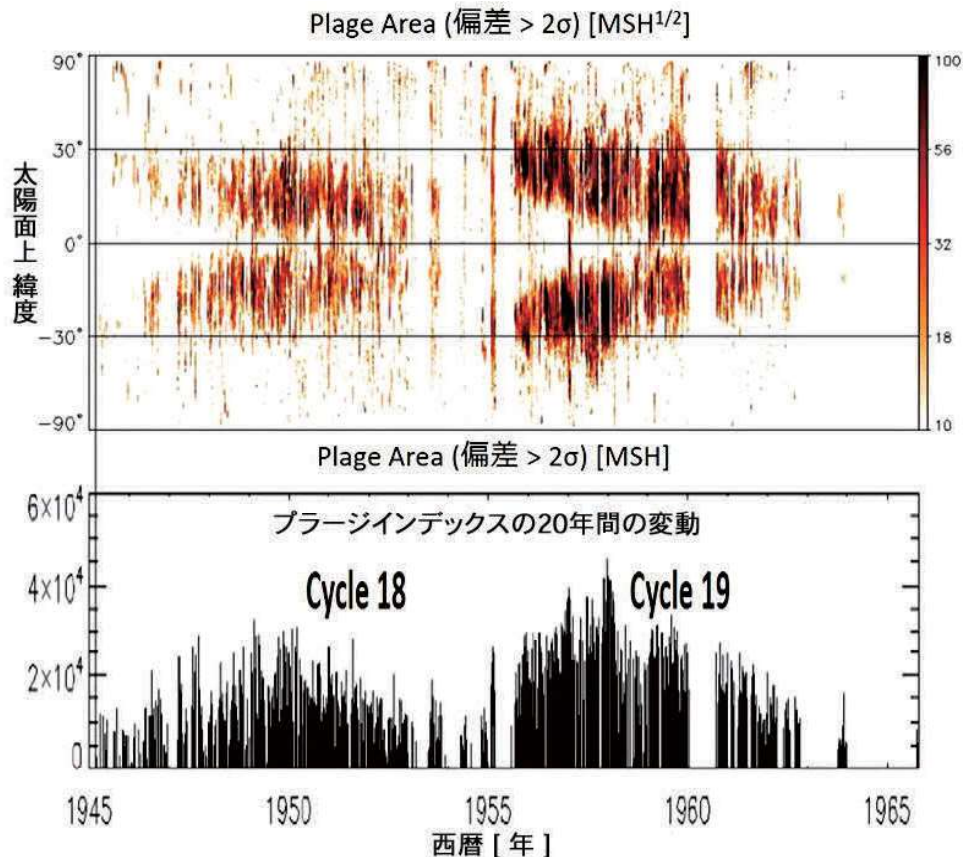 Plage Area (偏差 > 2σ) [MSH1/2]
90°
30°
0°
-30°
-90°
太陽面上 緯度
100
56
32
18
10
Plage Area (偏差 > 2σ) [MSH]
6×10⁴
4×10⁴
2×10⁴
0
プラージインデックスの20年間の変動
Cycle 18
Cycle 19
1945 1950 1955 1960 1965
西暦 [ 年 ]